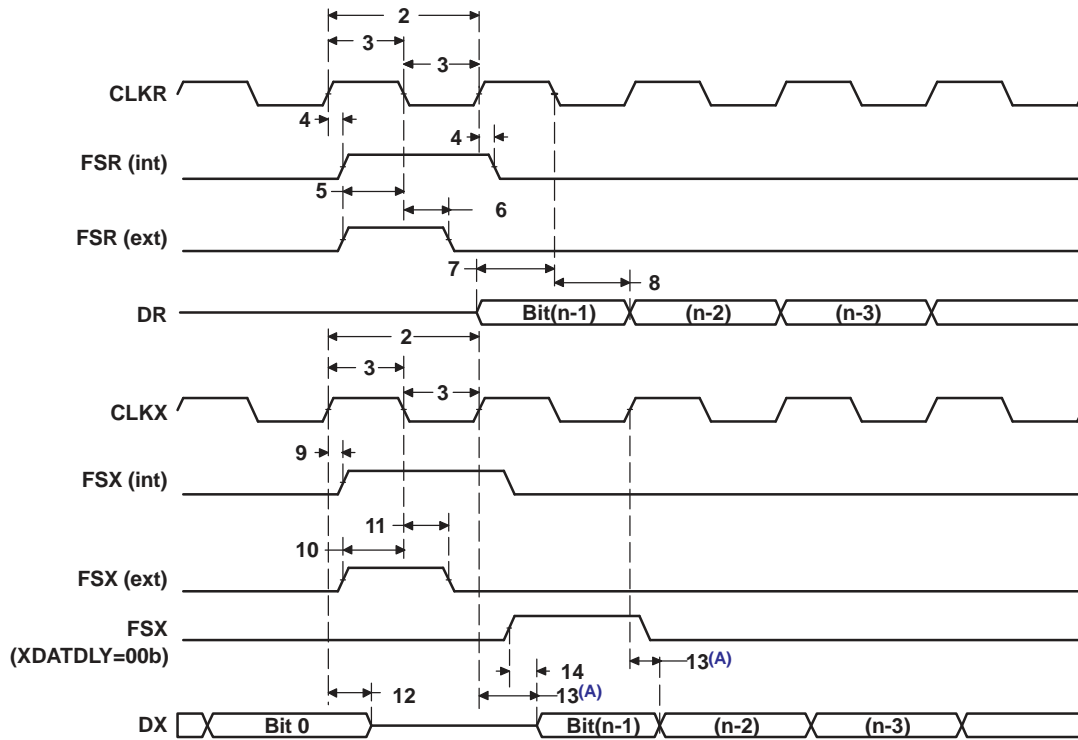 2
3
3
CLKR
4
4
FSR (int)
5
6
FSR (ext)
7
8
DR
Bit(n-1)
(n-2)
(n-3)
2
3
3
CLKX
9
FSX (int)
11
10
FSX (ext)
FSX
(XDATDLY=00b)
13(A)
14
13(A)
12
DX
Bit 0
Bit(n-1)
(n-2)
(n-3)